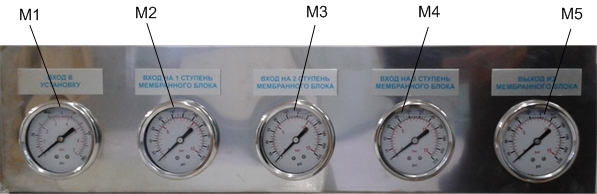 M1
M2
M3
M4
M5
ВХОД В
УСТАНОВКУ
ВХОД НА 1 СТУПЕНЬ
МЕМБРАННОГО БЛОКА
ВХОД НА 2 СТУПЕНЬ
МЕМБРАННОГО БЛОКА
ВХОД НА 3 СТУПЕНЬ
МЕМБРАННОГО БЛОКА
ВЫХОД ИЗ
МЕМБРАННОГО БЛОКА